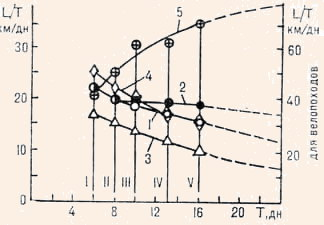 L/T
км/дн
L/T
км/дн
5
30
60
4
2
20
40
1
3
20
10
для велопоходов
I II III IV V
0
4 8 12 16 20 T, дн